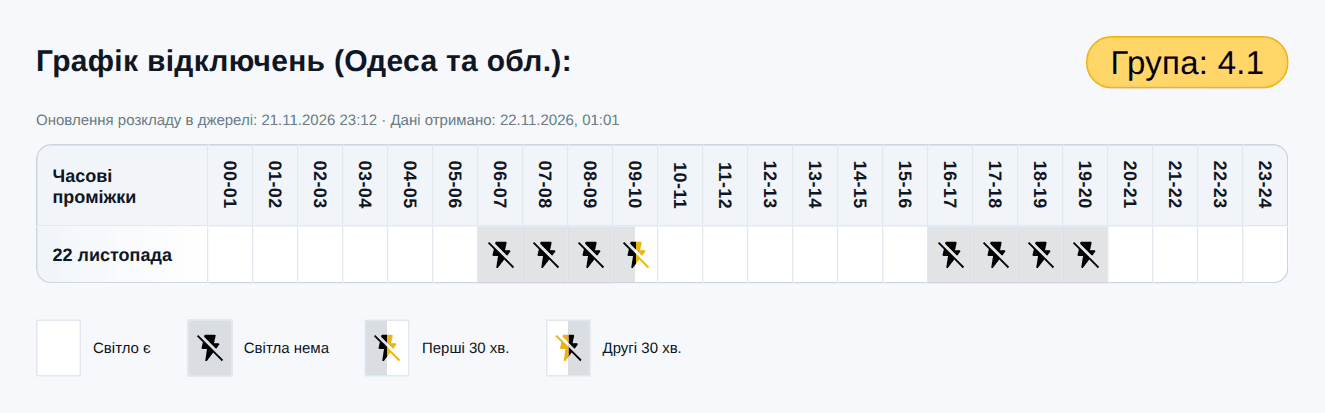 Графік відключень (Одеса та обл.):
Група: 4.1
Оновлення розкладу в джерелі: 21.11.2026 23:12 · Дані отримано: 22.11.2026, 01:01
Часові
проміжки
00-01
01-02
02-03
03-04
04-05
05-06
06-07
07-08
08-09
09-10
10-11
11-12
12-13
13-14
14-15
15-16
16-17
17-18
18-19
19-20
20-21
21-22
22-23
23-24
22 листопада
Світло є
Світла нема
Перші 30 хв.
Другі 30 хв.